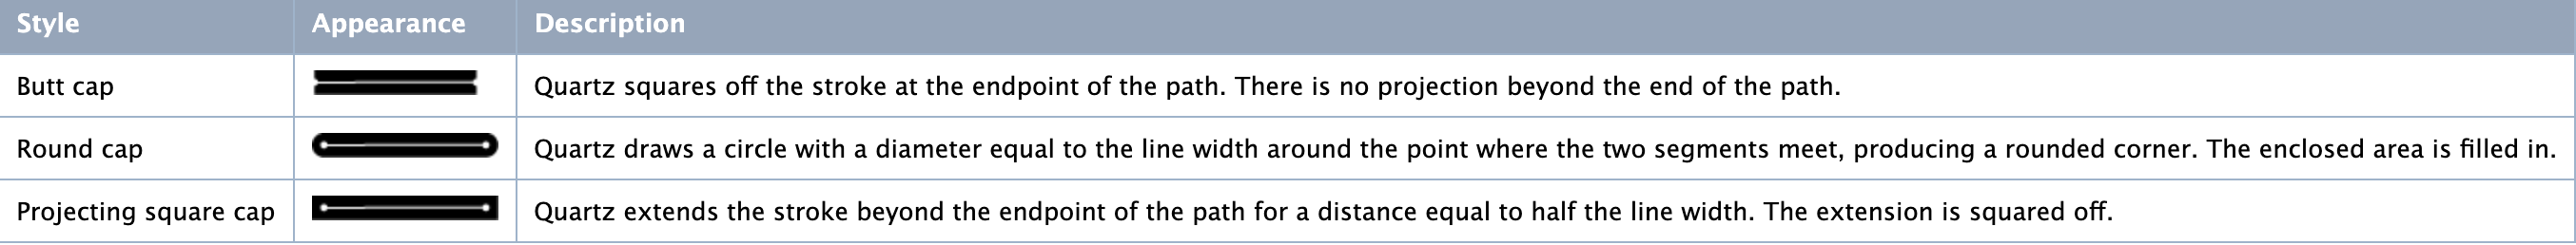 Style Appearance Description
Butt cap Quartz squares off the stroke at the endpoint of the path. There is no projection beyond the end of the path.
Round cap Quartz draws a circle with a diameter equal to the line width around the point where the two segments meet, producing a rounded corner. The enclosed area is filled in.
Projecting square cap Quartz extends the stroke beyond the endpoint of the path for a distance equal to half the line width. The extension is squared off.